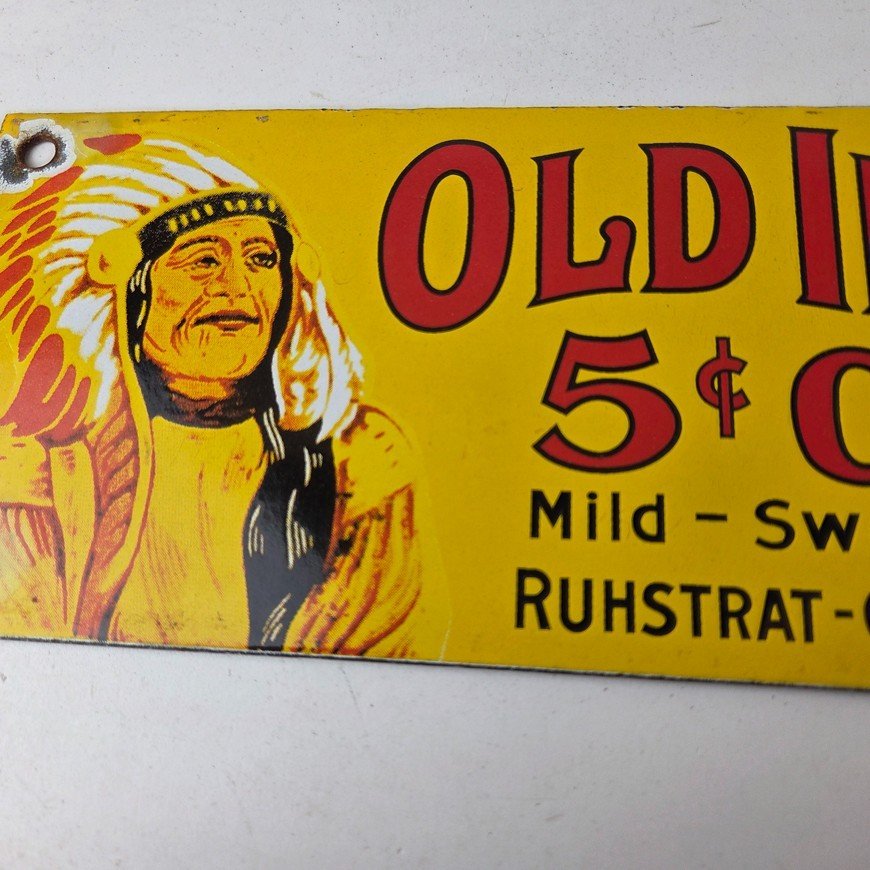 OLD I
5¢
Mild - Sw
RUHSTRAT-